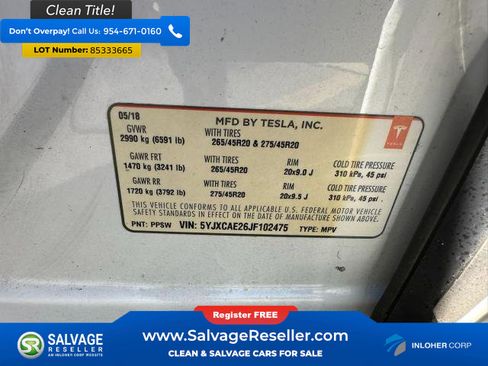 Clean Title!
Don't Overpay! Call Us: 954-671-0160
LOT Number: 85333665
05/18
MFD BY TESLA, INC.
GVWR
2990 kg (6591 lb)
WITH TIRES
265/45R20 & 275/45R20
TESLA
GAWR FRT
1470 kg (3241 lb)
WITH TIRES
265/45R20
RIM
20x9.0 J
COLD TIRE PRESSURE
310 kPa, 45 psi
GAWR RR
1720 kg (3792 lb)
WITH TIRES
275/45R20
RIM
20x9.5 J
COLD TIRE PRESSURE
310 kPa, 45 psi
THIS VEHICLE CONFORMS TO ALL APPLICABLE U.S. FEDERAL MOTOR VEHICLE
SAFETY STANDARDS IN EFFECT ON THE DATE OF MANUFACTURE SHOWN ABOVE.
PNT: PPSW VIN: 5YJXCAE26JF102475 TYPE: MPV
Register FREE
SALVAGE
RESELLER
AN INLOHER CORP WEBSITE
www.SalvageReseller.com
CLEAN & SALVAGE CARS FOR SALE
INLOHER CORP